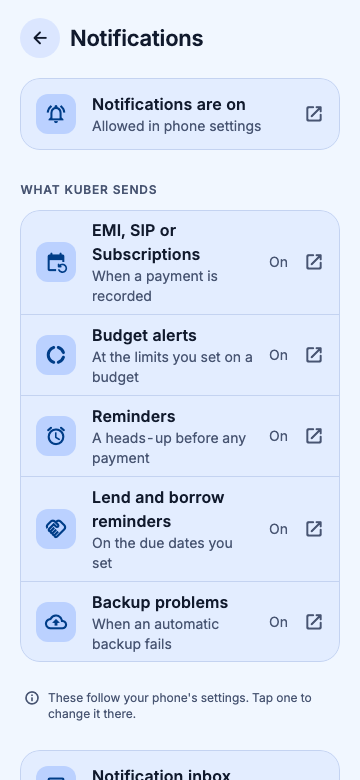 Notifications
Notifications are on
Allowed in phone settings
WHAT KUBER SENDS
EMI, SIP or
Subscriptions
When a payment is
recorded
On
Budget alerts
At the limits you set on a
budget
On
Reminders
A heads-up before any
payment
On
Lend and borrow
reminders
On the due dates you
set
On
Backup problems
When an automatic
backup fails
On
These follow your phone's settings. Tap one to
change it there.
Notification inbox